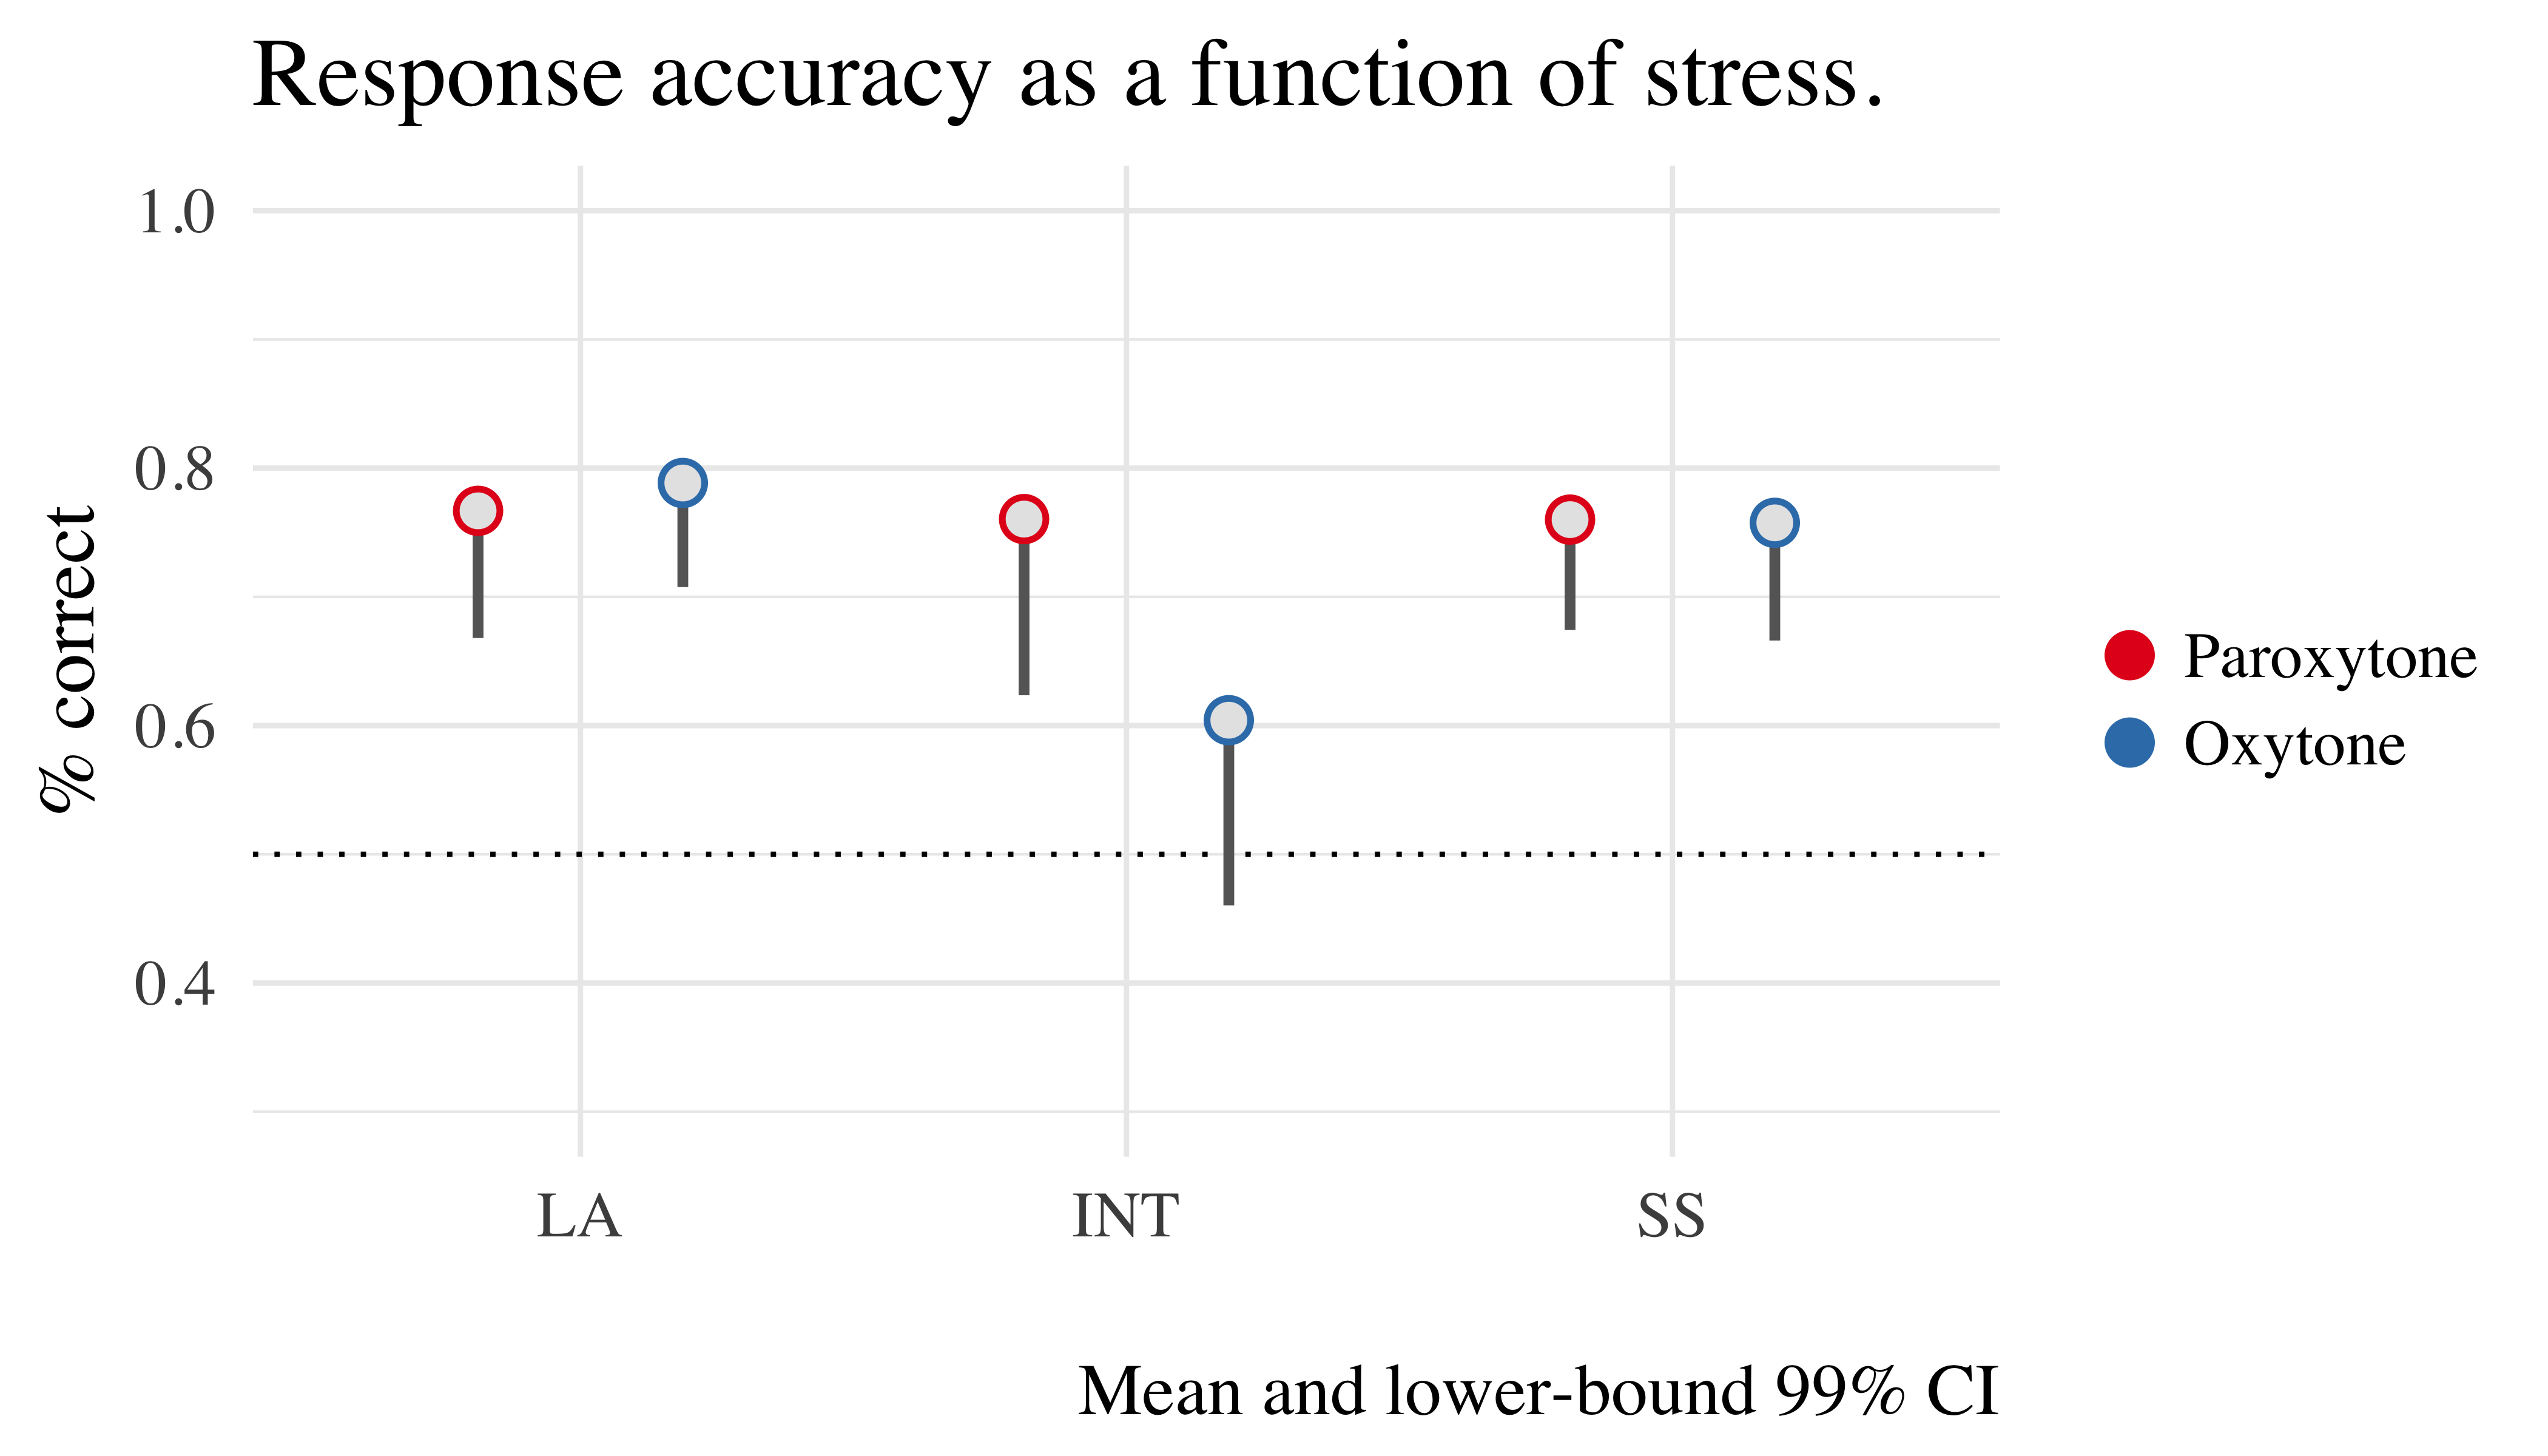 Response accuracy as a function of stress.
% correct
1.0
0.8
0.6
0.4
LA
INT
SS
Paroxytone
Oxytone
Mean and lower-bound 99% CI